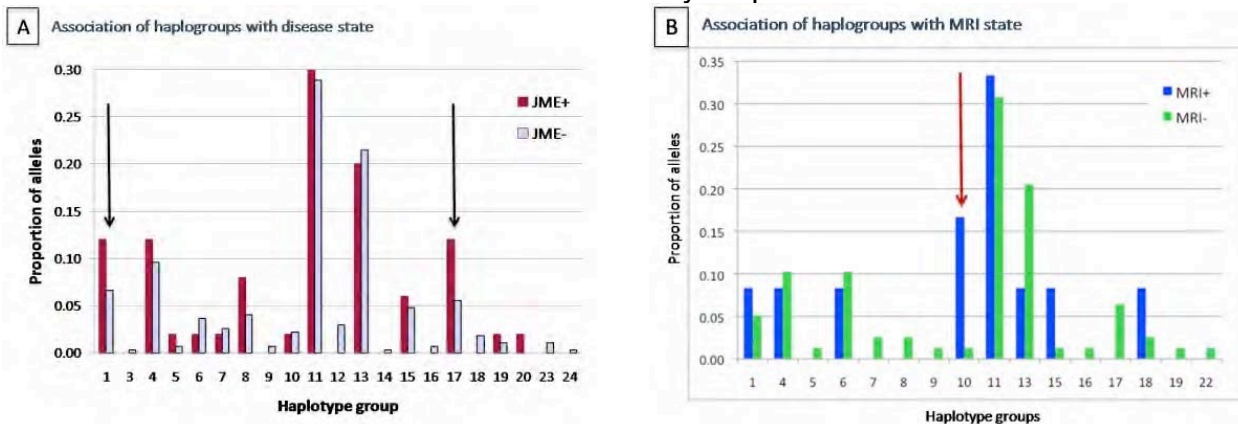 A
Association of haplogroups with disease state
0.30
0.25
0.20
0.15
0.10
0.05
0.00
Proportion of alleles
JME+
JME-
1 3 4 5 6 7 8 9 10 11 12 13 14 15 16 17 18 19 20 23 24
Haplotype group
B
Association of haplogroups with MRI state
0.35
0.30
0.25
0.20
0.15
0.10
0.05
0.00
Proportion of alleles
MRI+
MRI-
1 4 5 6 7 8 9 10 11 13 15 16 17 18 19 22
Haplotype groups